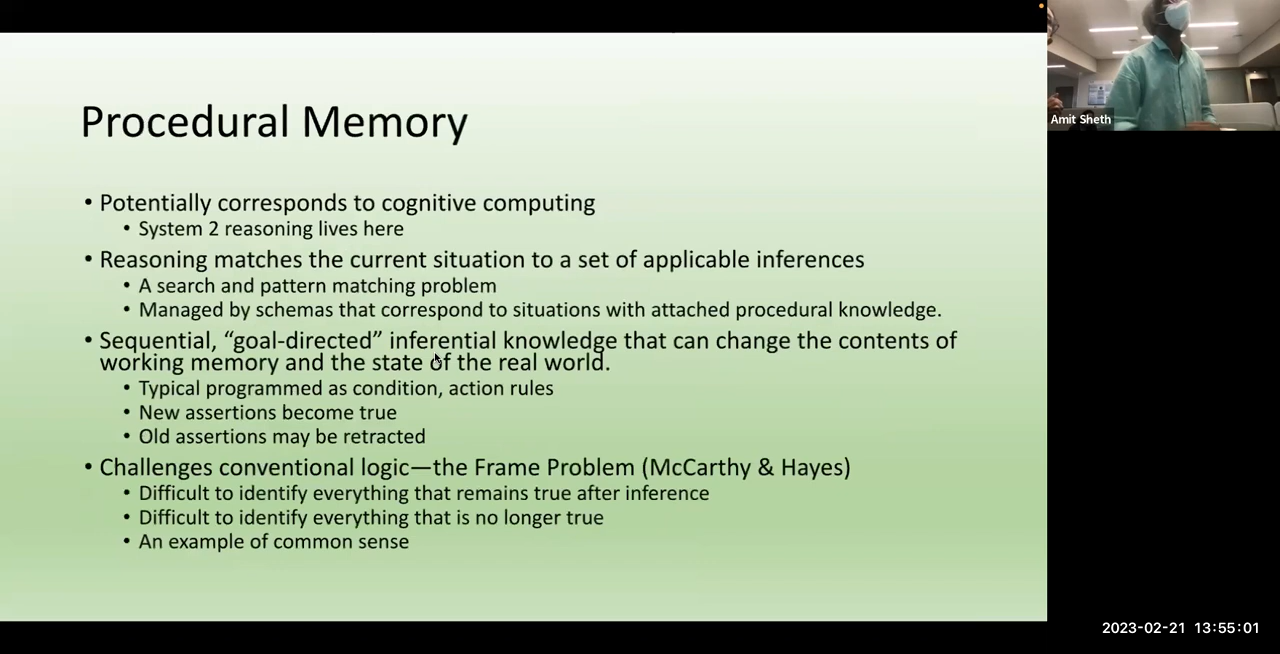 Procedural Memory
• Potentially corresponds to cognitive computing
• System 2 reasoning lives here
• Reasoning matches the current situation to a set of applicable inferences
• A search and pattern matching problem
• Managed by schemas that correspond to situations with attached procedural knowledge.
• Sequential, “goal-directed” inferential knowledge that can change the contents of
working memory and the state of the real world.
• Typical programmed as condition, action rules
• New assertions become true
• Old assertions may be retracted
• Challenges conventional logic—the Frame Problem (McCarthy & Hayes)
• Difficult to identify everything that remains true after inference
• Difficult to identify everything that is no longer true
• An example of common sense
Amit Sheth
2023-02-21 13:55:01